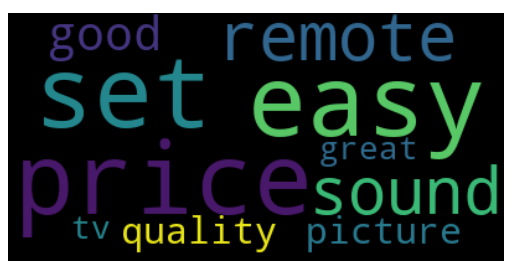 good remote
set easy
price great
sound
tv quality picture